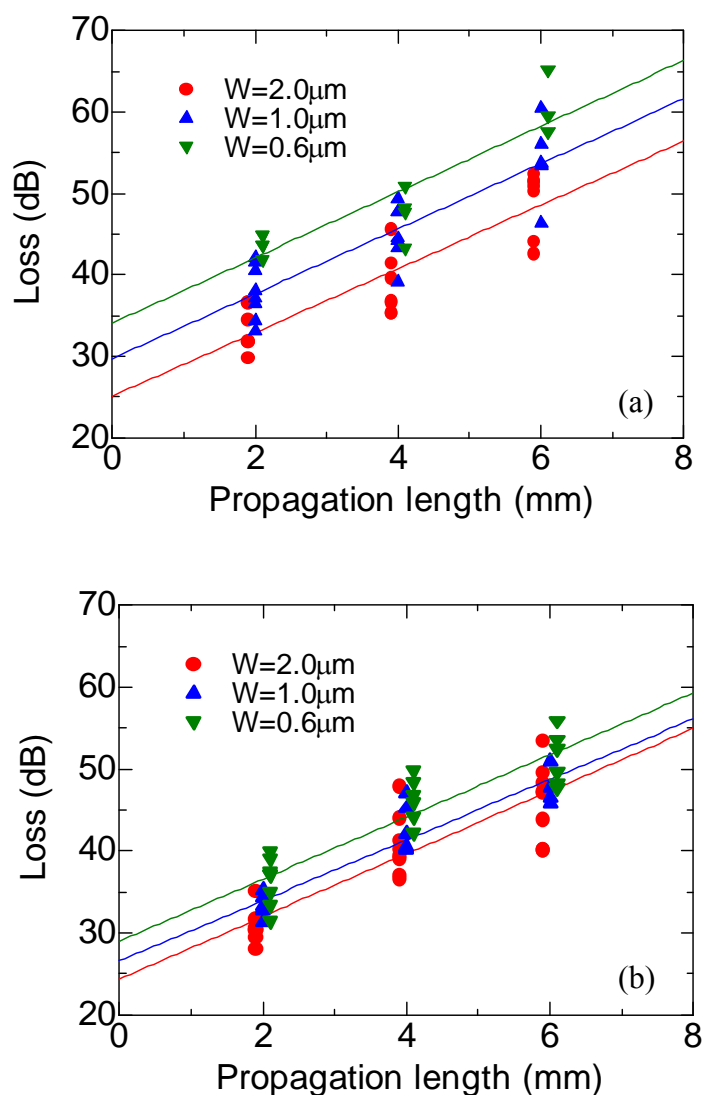 70
60
50
40
30
20
Loss (dB)
W=2.0μm
W=1.0μm
W=0.6μm
(a)
0 2 4 6 8
Propagation length (mm)
70
60
50
40
30
20
Loss (dB)
W=2.0μm
W=1.0μm
W=0.6μm
(b)
0 2 4 6 8
Propagation length (mm)